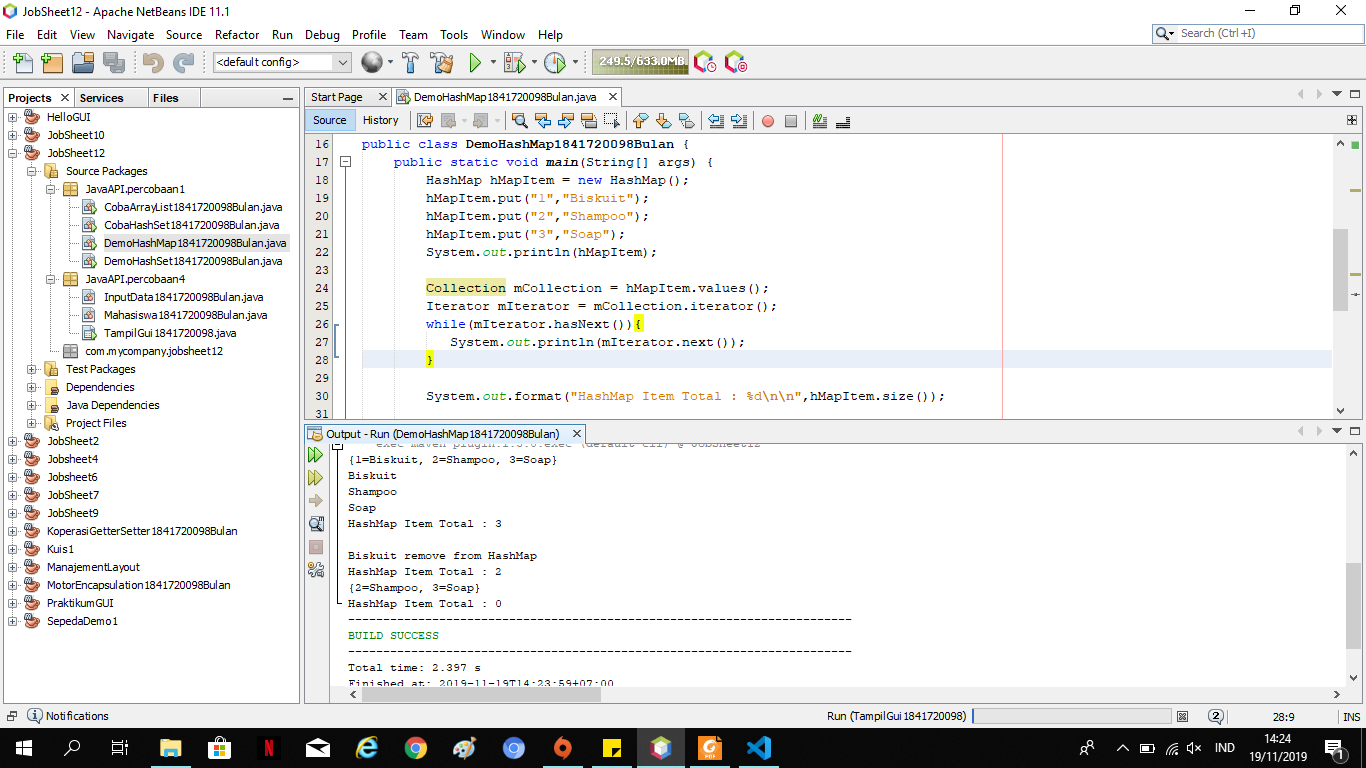 JobSheet12 - Apache NetBeans IDE 11.1
File Edit View Navigate Source Refactor Run Debug Profile Team Tools Window Help
Search (Ctrl+I)
<default config>
249.5/633.0MB
Projects Services Files
HelloGUI
JobSheet10
JobSheet12
Source Packages
JavaAPI.percobaan1
CobaArrayList1841720098Bulan.java
CobaHashSet1841720098Bulan.java
DemoHashMap1841720098Bulan.java
DemoHashSet1841720098Bulan.java
JavaAPI.percobaan4
InputData1841720098Bulan.java
Mahasiswa1841720098Bulan.java
TampilGui1841720098.java
com.mycompany.jobsheet12
Test Packages
Dependencies
Java Dependencies
Project Files
JobSheet2
Jobsheet4
Jobsheet6
JobSheet7
JobSheet9
KoperasiGetterSetter1841720098Bulan
Kuis1
ManajementLayout
MotorEncapsulation1841720098Bulan
PraktikumGUI
SepedaDemo1
Start Page DemoHashMap1841720098Bulan.java
Source History
16 public class DemoHashMap1841720098Bulan {
17 public static void main(String[] args) {
18 HashMap hMapItem = new HashMap();
19 hMapItem.put("1","Biskuit");
20 hMapItem.put("2","Shampoo");
21 hMapItem.put("3","Soap");
22 System.out.println(hMapItem);
23
24 Collection mCollection = hMapItem.values();
25 Iterator mIterator = mCollection.iterator();
26 while(mIterator.hasNext()){
27 System.out.println(mIterator.next());
28 }
29
30 System.out.format("HashMap Item Total : %d\n\n",hMapItem.size());
31
Output - Run (DemoHashMap1841720098Bulan)
{1=Biskuit, 2=Shampoo, 3=Soap}
Biskuit
Shampoo
Soap
HashMap Item Total : 3
Biskuit remove from HashMap
HashMap Item Total : 2
{2=Shampoo, 3=Soap}
HashMap Item Total : 0
------------------------------------------------------------------------
BUILD SUCCESS
------------------------------------------------------------------------
Total time: 2.397 s
Finished at: 2019-11-19T14:23:59+07:00
Notifications
Run (TampilGui1841720098)
2
28:9
INS
IND
14:24
19/11/2019
1